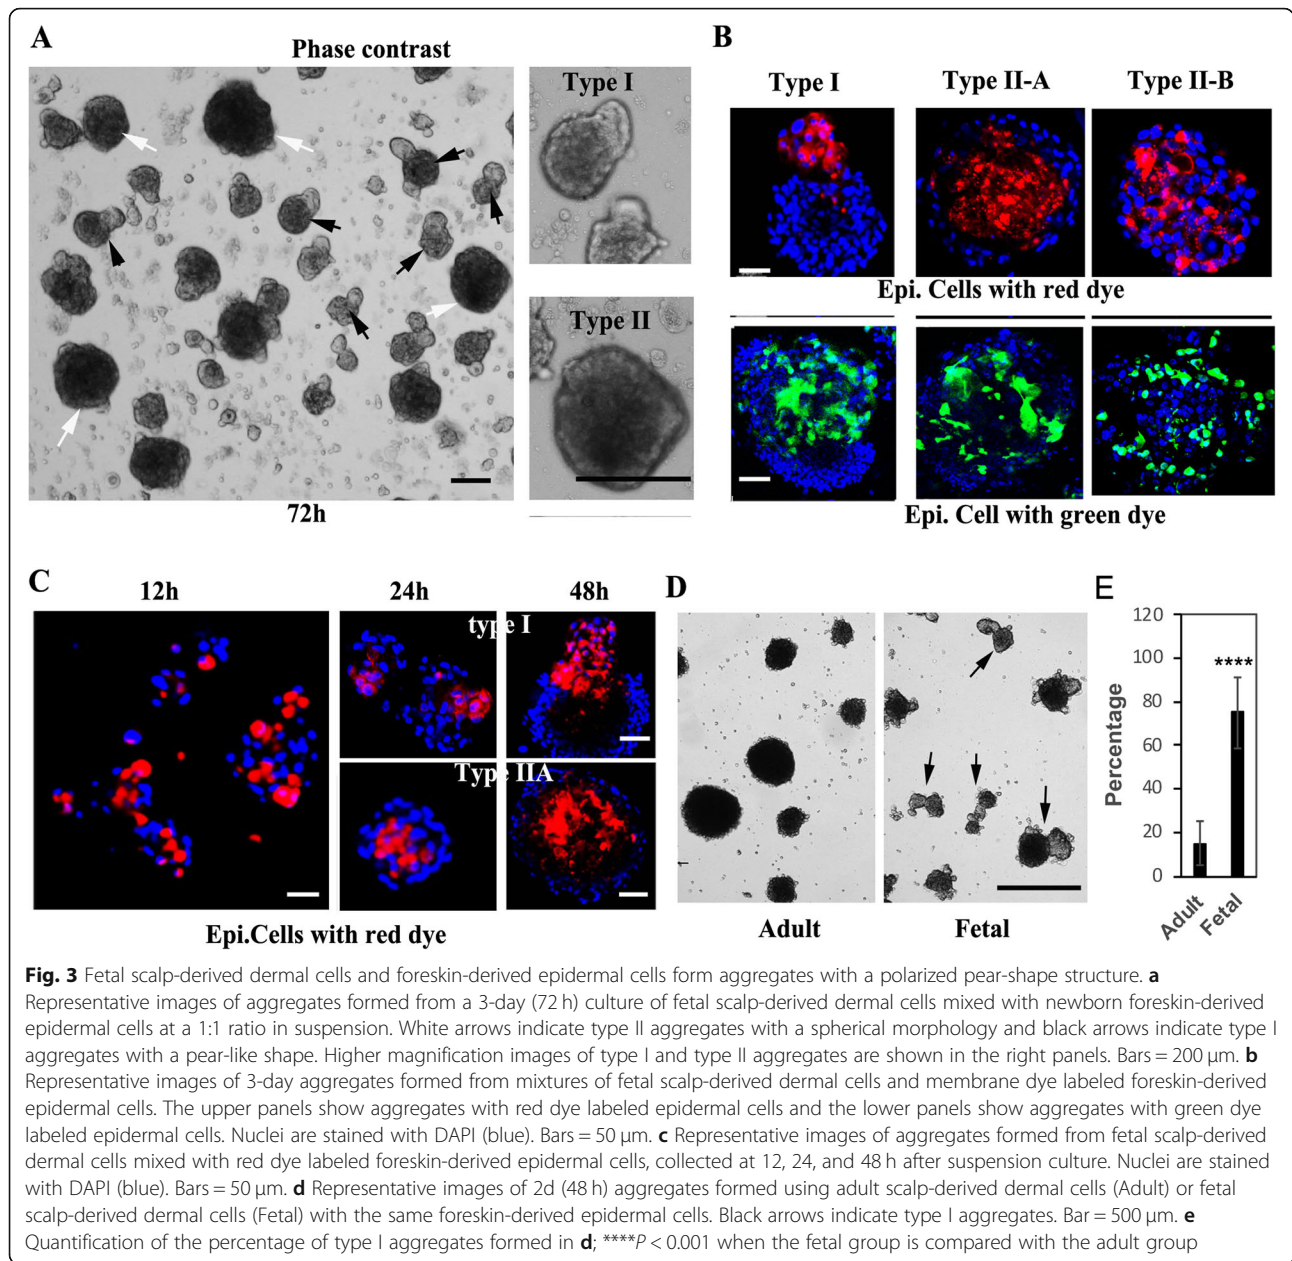 A
Phase contrast
Type I
Type II
72h
B
Type I Type II-A Type II-B
Epi. Cells with red dye
Epi. Cell with green dye
C
12h 24h 48h
type I
Type IIA
Epi.Cells with red dye
D
Adult Fetal
E
Percentage
120
100
80
60
40
20
0
****
Adult
Fetal
Fig. 3 Fetal scalp-derived dermal cells and foreskin-derived epidermal cells form aggregates with a polarized pear-shape structure. a
Representative images of aggregates formed from a 3-day (72 h) culture of fetal scalp-derived dermal cells mixed with newborn foreskin-derived
epidermal cells at a 1:1 ratio in suspension. White arrows indicate type II aggregates with a spherical morphology and black arrows indicate type I
aggregates with a pear-like shape. Higher magnification images of type I and type II aggregates are shown in the right panels. Bars = 200 μm. b
Representative images of 3-day aggregates formed from mixtures of fetal scalp-derived dermal cells and membrane dye labeled foreskin-derived
epidermal cells. The upper panels show aggregates with red dye labeled epidermal cells and the lower panels show aggregates with green dye
labeled epidermal cells. Nuclei are stained with DAPI (blue). Bars = 50 μm. c Representative images of aggregates formed from fetal scalp-derived
dermal cells mixed with red dye labeled foreskin-derived epidermal cells, collected at 12, 24, and 48 h after suspension culture. Nuclei are stained
with DAPI (blue). Bars = 50 μm. d Representative images of 2d (48 h) aggregates formed using adult scalp-derived dermal cells (Adult) or fetal
scalp-derived dermal cells (Fetal) with the same foreskin-derived epidermal cells. Black arrows indicate type I aggregates. Bar = 500 μm. e
Quantification of the percentage of type I aggregates formed in d; ****P < 0.001 when the fetal group is compared with the adult group